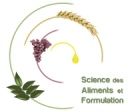 Science des
Aliments et
Formulation